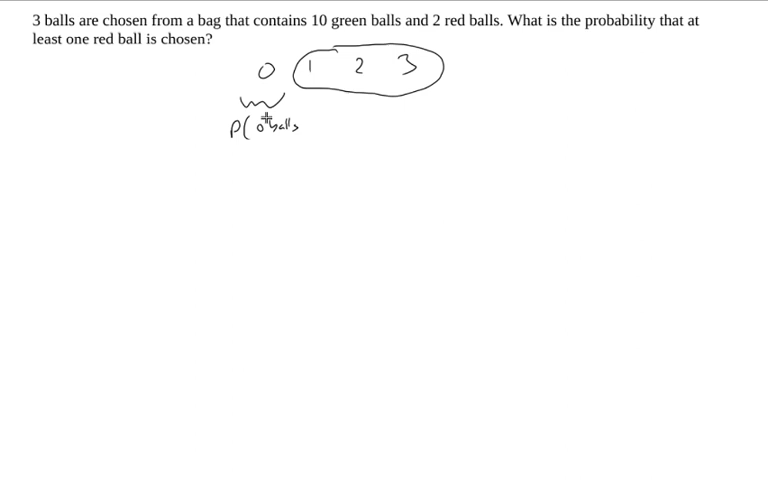 3 balls are chosen from a bag that contains 10 green balls and 2 red balls. What is the probability that at
least one red ball is chosen?
0 1 2 3
P(0 balls